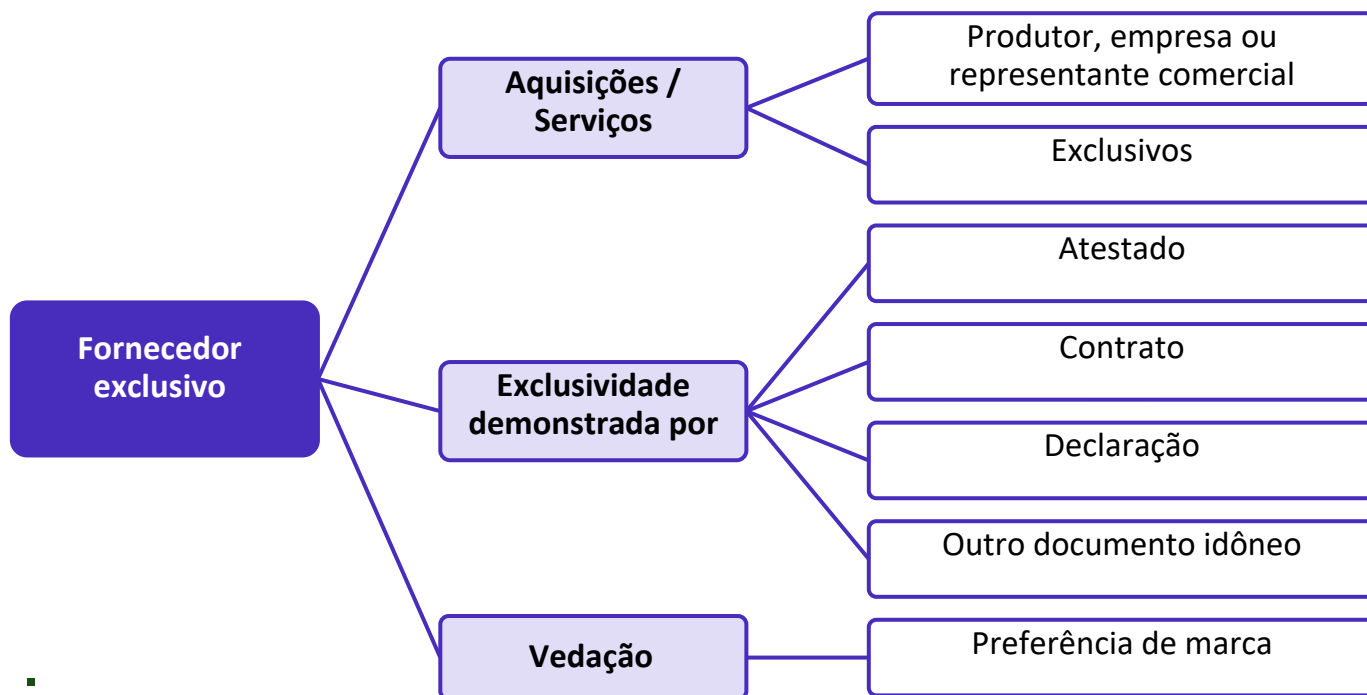 Fornecedor
exclusivo
Aquisições /
Serviços
Produtor, empresa ou
representante comercial
Exclusivos
Exclusividade
demonstrada por
Atestado
Contrato
Declaração
Outro documento idôneo
Vedação
Preferência de marca